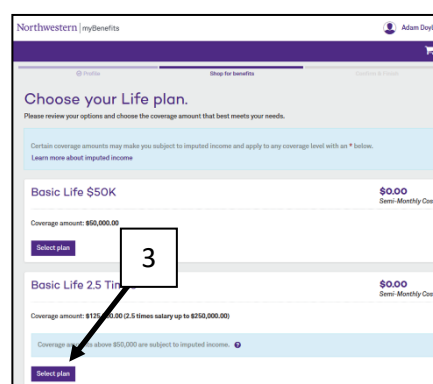 Northwestern | myBenefits
Adam Doyl
Profile
Shop for benefits
Choose your Life plan.
Please review your options and choose the coverage amount that best meets your needs.
Certain coverage amounts may make you subject to imputed income and apply to any coverage level with an * below.
Learn more about imputed income
Basic Life $50K
$0.00
Semi-Monthly Cos
Coverage amount: $50,000.00
Select plan
3
Basic Life 2.5 Ti
$0.00
Semi-Monthly Cos
Coverage amount: $125 00.00 (2.5 times salary up to $250,000.00)
Coverage above $50,000 are subject to imputed income.
Select plan